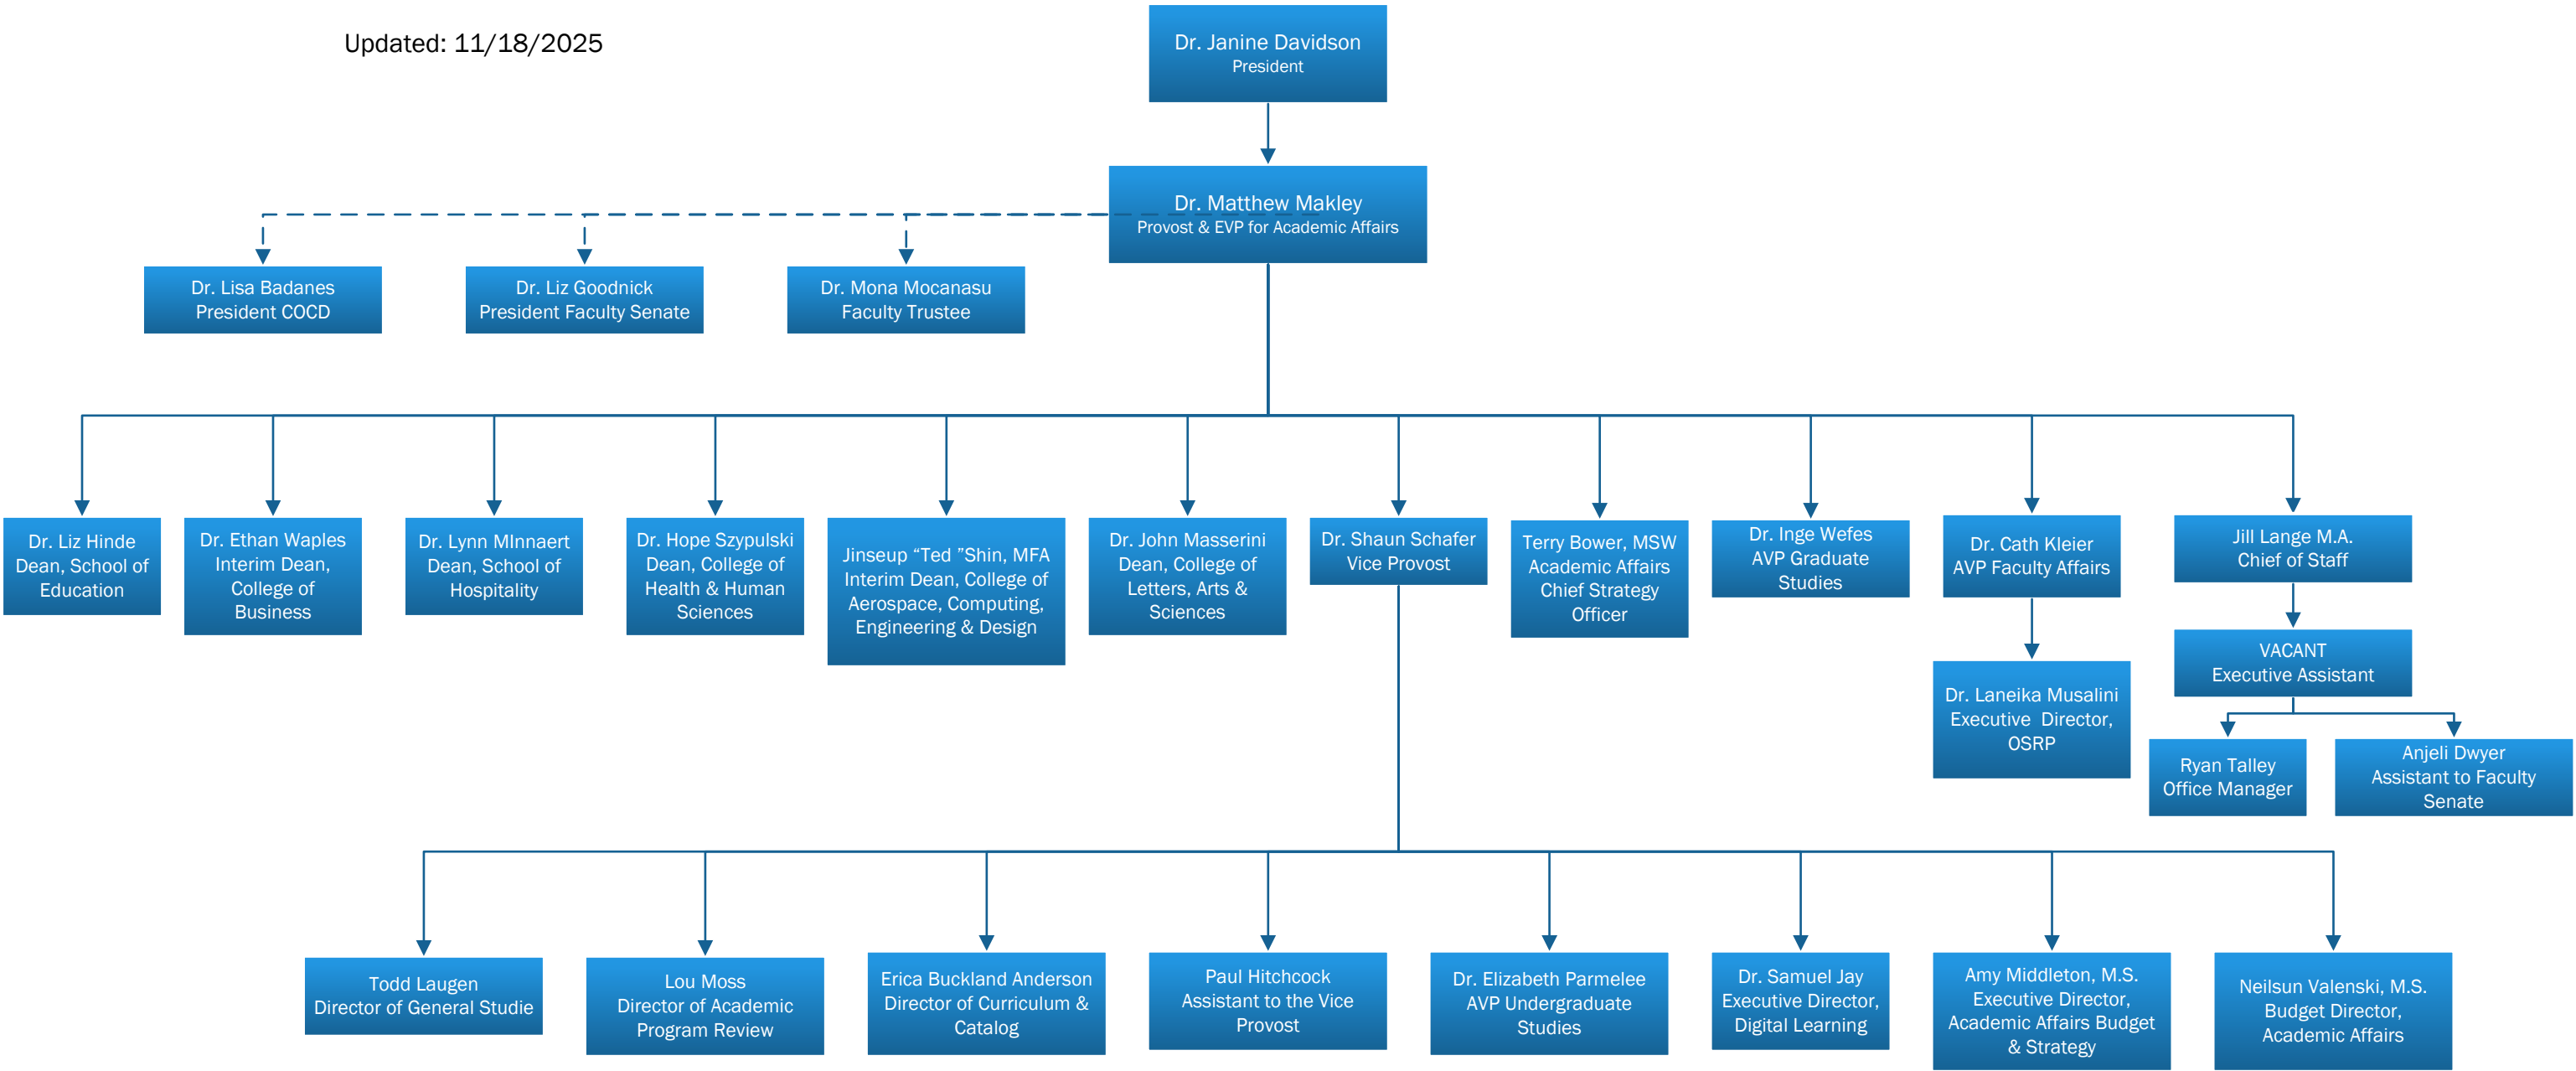 Updated: 11/18/2025
Dr. Janine Davidson
President
Dr. Matthew Makley
Provost & EVP for Academic Affairs
Dr. Lisa Badanes
President COCD
Dr. Liz Goodnick
President Faculty Senate
Dr. Mona Mocanasu
Faculty Trustee
Dr. Liz Hinde
Dean, School of
Education
Dr. Ethan Waples
Interim Dean,
College of
Business
Dr. Lynn MInnaert
Dean, School of
Hospitality
Dr. Hope Szypulski
Dean, College of
Health & Human
Sciences
Jinseup “Ted ”Shin, MFA
Interim Dean, College of
Aerospace, Computing,
Engineering & Design
Dr. John Masserini
Dean, College of
Letters, Arts &
Sciences
Dr. Shaun Schafer
Vice Provost
Terry Bower, MSW
Academic Affairs
Chief Strategy
Officer
Dr. Inge Wefes
AVP Graduate
Studies
Dr. Cath Kleier
AVP Faculty Affairs
Jill Lange M.A.
Chief of Staff
VACANT
Executive Assistant
Dr. Laneika Musalini
Executive  Director,
OSRP
Ryan Talley
Office Manager
Anjeli Dwyer
Assistant to Faculty
Senate
Todd Laugen
Director of General Studie
Lou Moss
Director of Academic
Program Review
Erica Buckland Anderson
Director of Curriculum &
Catalog
Paul Hitchcock
Assistant to the Vice
Provost
Dr. Elizabeth Parmelee
AVP Undergraduate
Studies
Dr. Samuel Jay
Executive Director,
Digital Learning
Amy Middleton, M.S.
Executive Director,
Academic Affairs Budget
& Strategy
Neilsun Valenski, M.S.
Budget Director,
Academic Affairs